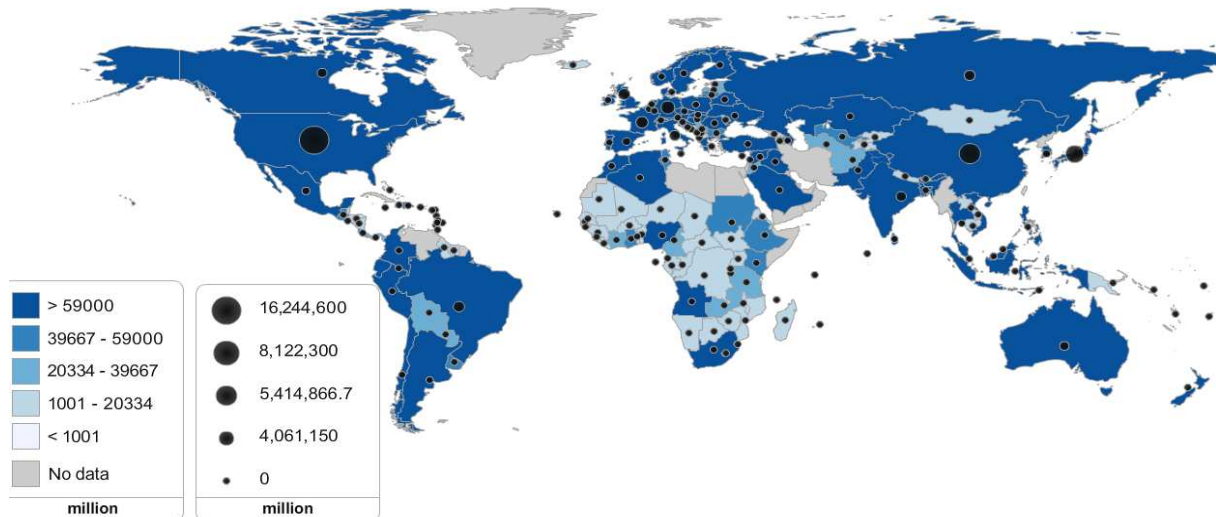 > 59000
39667 - 59000
20334 - 39667
1001 - 20334
< 1001
No data
million
16,244,600
8,122,300
5,414,866.7
4,061,150
0
million